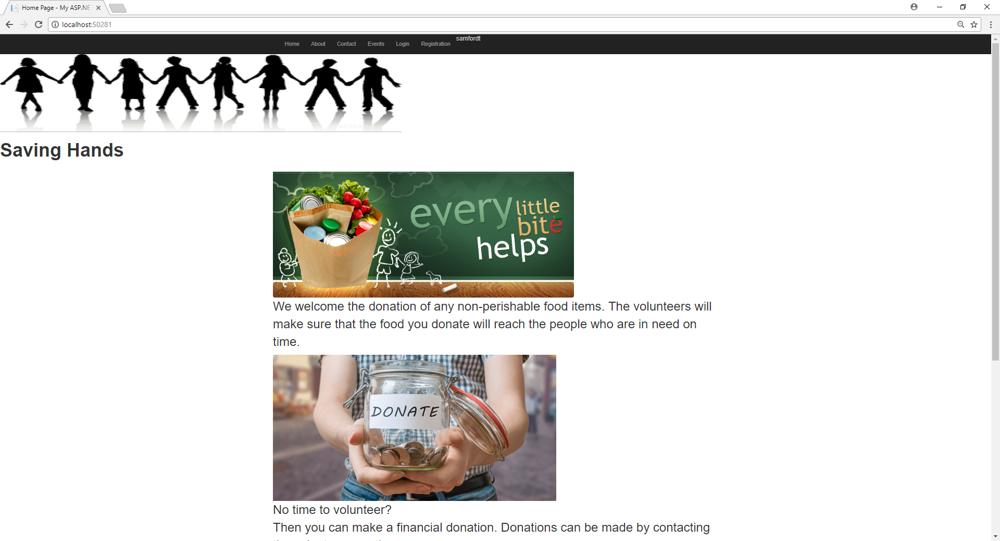 Home Page - My ASP.NE
localhost:50281
Home About Contact Events Login Registration samfordt
Saving Hands
every little
bite
helps
We welcome the donation of any non-perishable food items. The volunteers will
make sure that the food you donate will reach the people who are in need on
time.
DONATE
No time to volunteer?
Then you can make a financial donation. Donations can be made by contacting